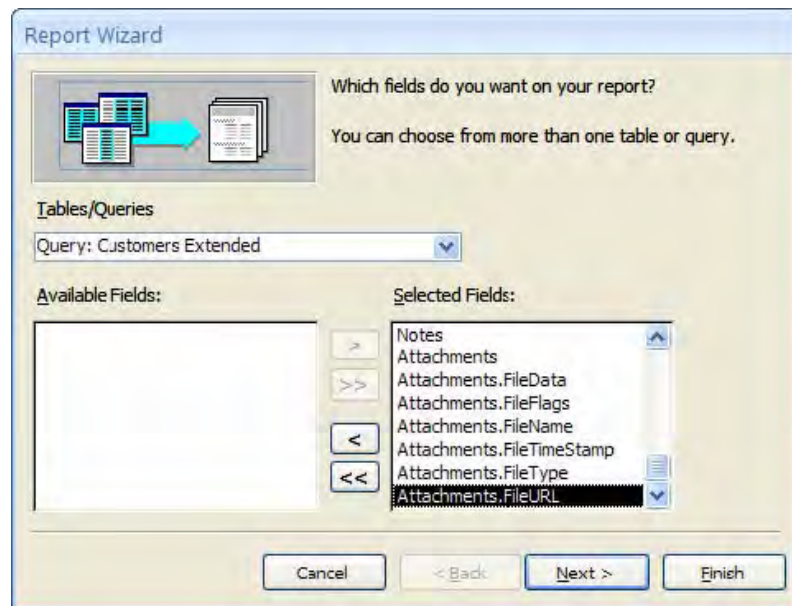 Report Wizard
Which fields do you want on your report?
You can choose from more than one table or query.
Tables/Queries
Query: Customers Extended
Available Fields:
Selected Fields:
>
>>
<
<<
Notes
Attachments
Attachments.FileData
Attachments.FileFlags
Attachments.FileName
Attachments.FileTimeStamp
Attachments.FileType
Attachments.FileURL
Cancel
< Back
Next >
Finish